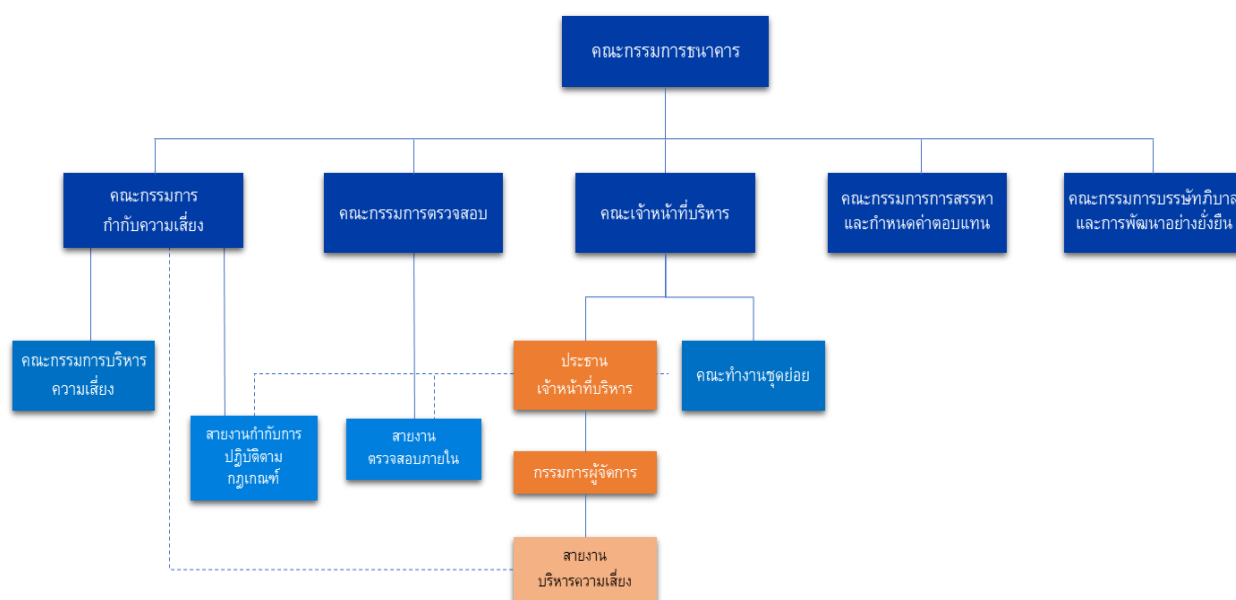 คณะกรรมการธนาคาร
คณะกรรมการ
กำกับความเสี่ยง
คณะกรรมการตรวจสอบ
คณะเจ้าหน้าที่บริหาร
คณะกรรมการการสรรหา
และกำหนดค่าตอบแทน
คณะกรรมการบรรษัทภิบาล
และการพัฒนาอย่างยั่งยืน
คณะกรรมการบริหาร
ความเสี่ยง
ประธาน
เจ้าหน้าที่บริหาร
คณะทำงานชุดย่อย
สายงานกำกับการ
ปฏิบัติตาม
กฎเกณฑ์
สายงาน
ตรวจสอบภายใน
กรรมการผู้จัดการ
สายงาน
บริหารความเสี่ยง